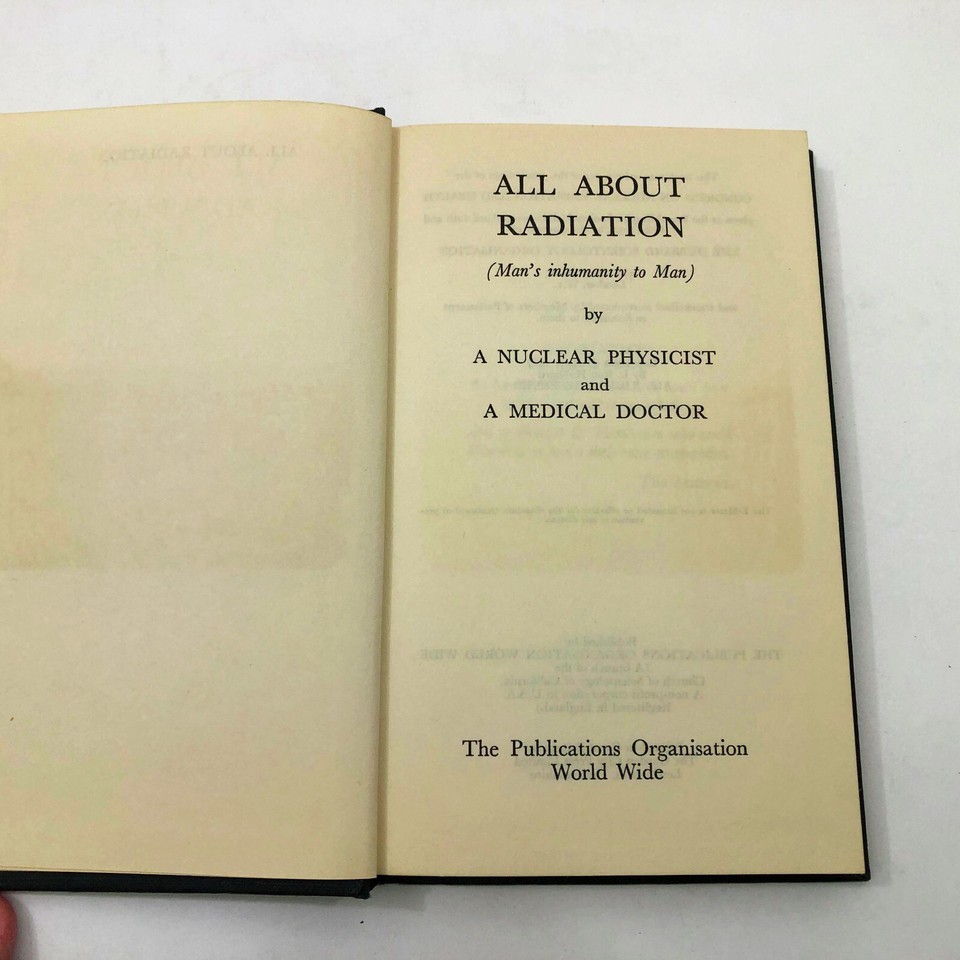 ALL ABOUT
RADIATION
(Man's inhumanity to Man)
by
A NUCLEAR PHYSICIST
and
A MEDICAL DOCTOR
The Publications Organisation
World Wide